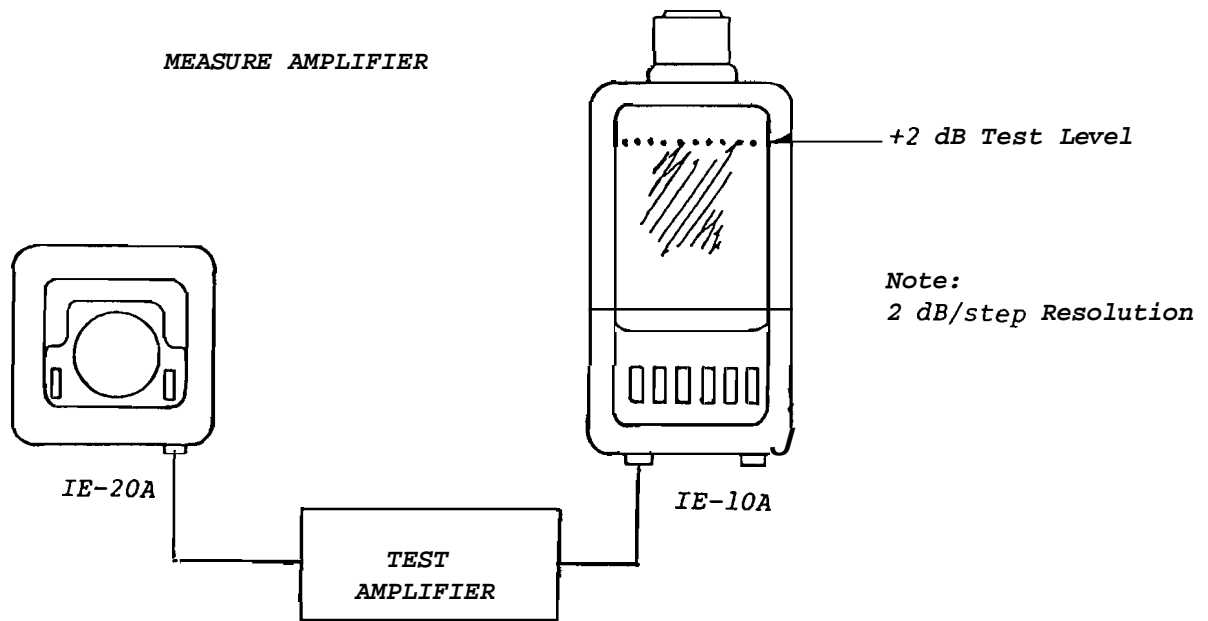 MEASURE AMPLIFIER
+2 dB Test Level
Note:
2 dB/step Resolution
IE-20A
IE-10A
TEST
AMPLIFIER